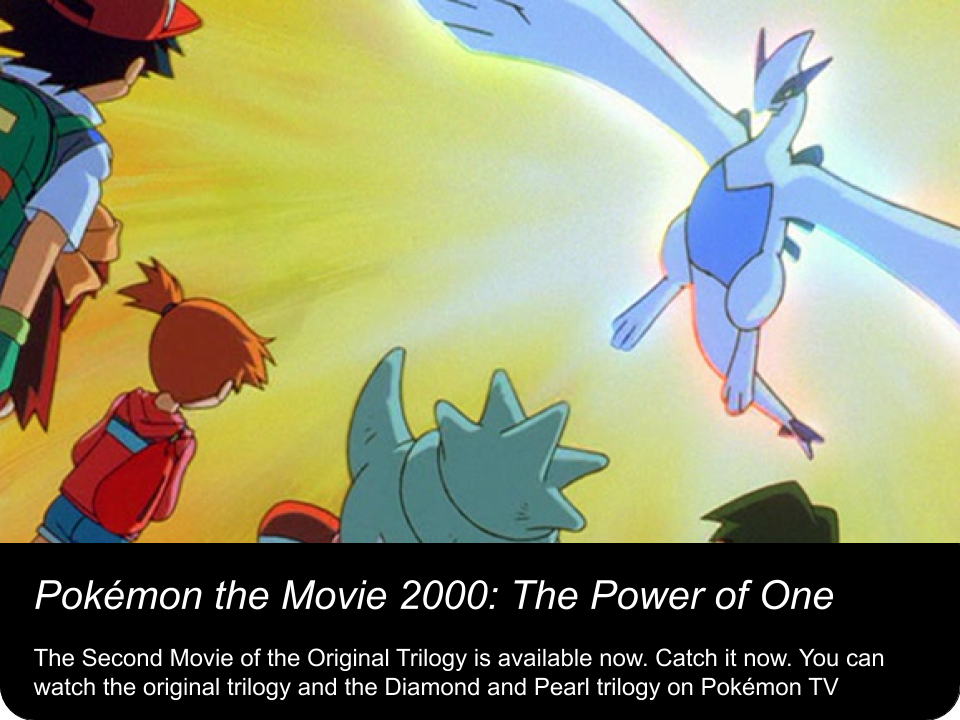 Pokémon the Movie 2000: The Power of One
The Second Movie of the Original Trilogy is available now. Catch it now. You can
watch the original trilogy and the Diamond and Pearl trilogy on Pokémon TV